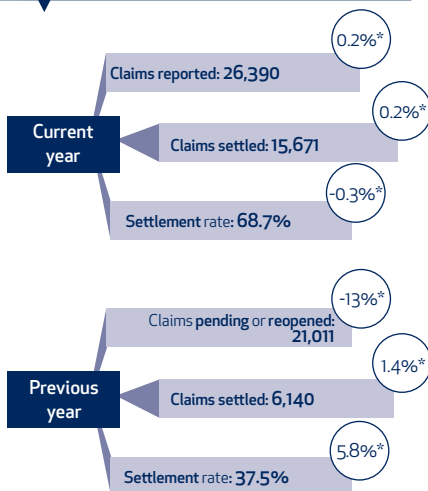 0.2%*
Claims reported: 26,390
0.2%*
Current
year
Claims settled: 15,671
-0.3%*
Settlement rate: 68.7%
-13%*
Claims pending or reopened:
21,011
1.4%*
Previous
year
Claims settled: 6,140
5.8%*
Settlement rate: 37.5%